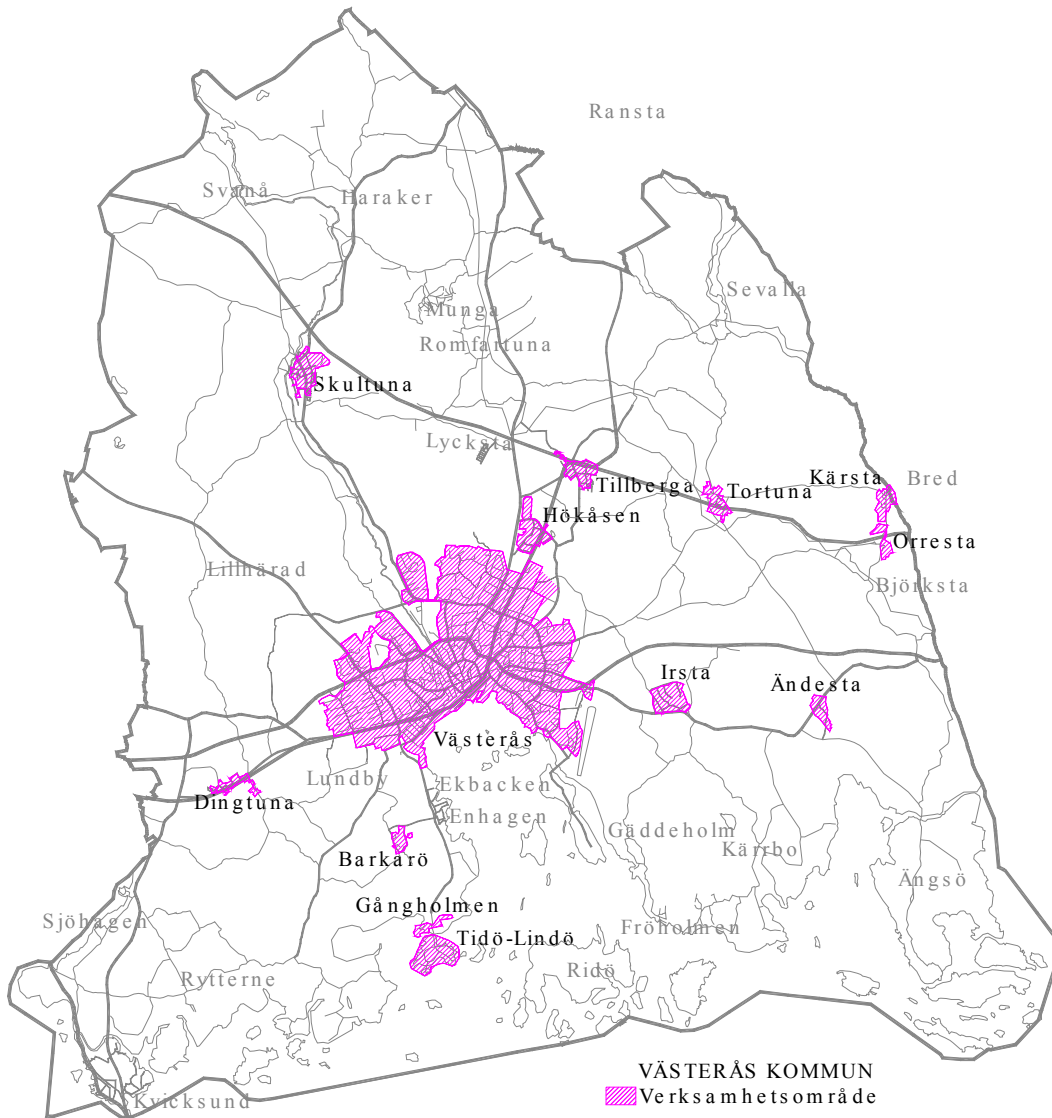 Ransta
Svanå
Haraker
Sevalla
Munga
Romfartuna
Skultuna
Lycksta
Tillberga
Tortuna
Kärsta
Bred
Hökåsen
Orresta
Lillhärad
Björksta
Irsta
Ändesta
Västerås
Lundby
Ekbacken
Dingtuna
Enhagen
Gäddeholm
Kärrbo
Barkarö
Ängsö
Gångholmen
Sjöhagen
Fröholmen
Tidö-Lindö
Ridö
Rytterne
VÄSTERÅS KOMMUN
Verksamhetsområde
Kvicksund